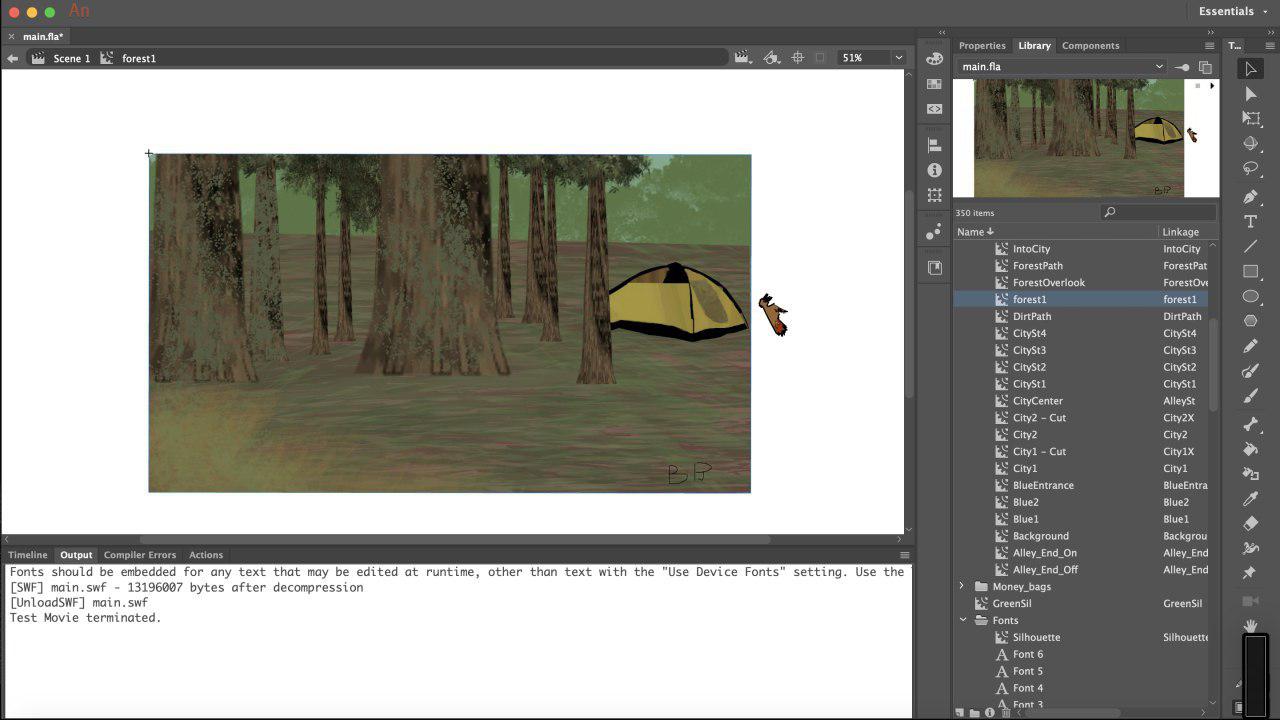 An
Essentials
main.fla*
Scene 1
forest1
51%
Properties
Library
Components
T...
main.fla
350 items
Name
Linkage
IntoCity
IntoCity
ForestPath
ForestPat
ForestOverlook
ForestOve
forest1
forest1
DirtPath
DirtPath
CitySt4
CitySt4
CitySt3
CitySt3
CitySt2
CitySt2
CitySt1
CitySt1
CityCenter
AlleySt
City2 - Cut
City2X
City2
City2
City1 - Cut
City1X
City1
City1
BlueEntrance
BlueEntra
Blue2
Blue2
Blue1
Blue1
Background
Backgrou
Alley_End_On
Alley_End
Alley_End_Off
Alley_End
Money_bags
GreenSil
GreenSil
Fonts
Silhouette
Silhouette
Font 6
Font 5
Font 4
Font 3
Timeline
Output
Compiler Errors
Actions
Fonts should be embedded for any text that may be edited at runtime, other than text with the "Use Device Fonts" setting. Use the
[SWF] main.swf - 13196007 bytes after decompression
[UnloadSWF] main.swf
Test Movie terminated.